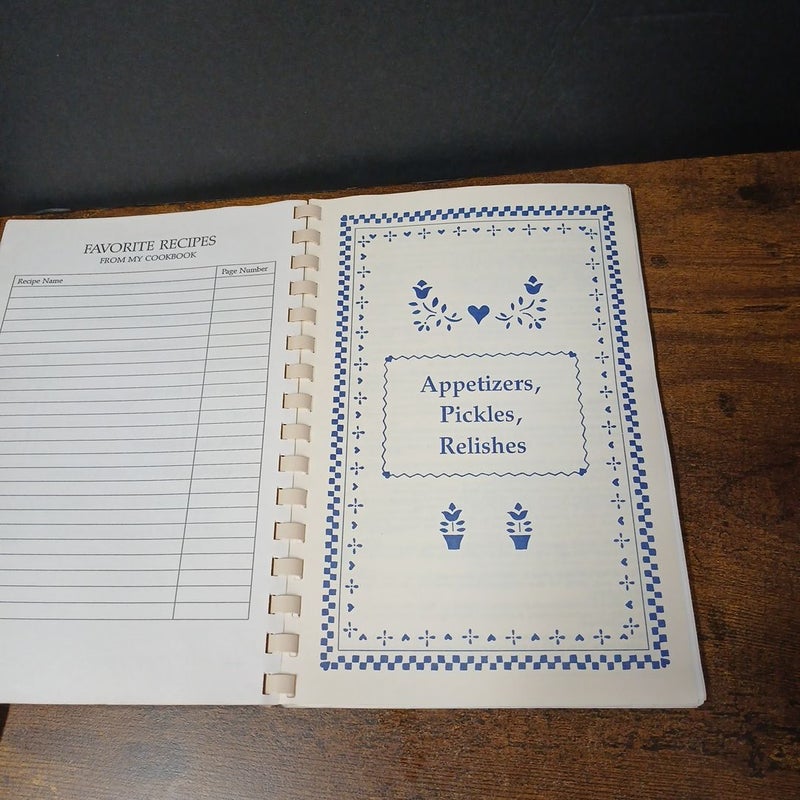 FAVORITE RECIPES
FROM MY COOKBOOK
Recipe Name Page Number
Appetizers,
Pickles,
Relishes